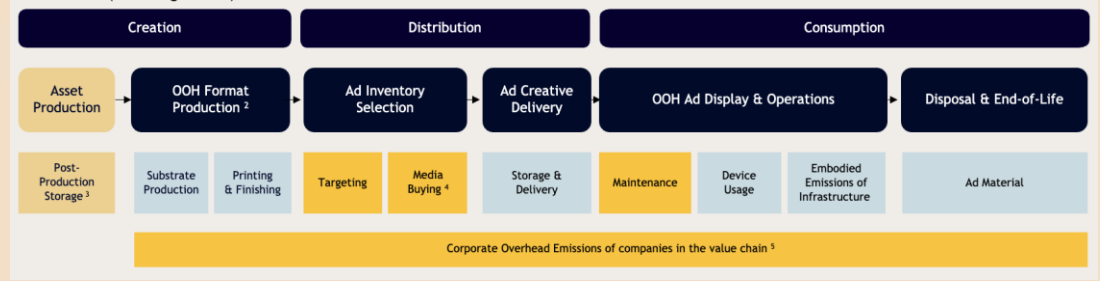 Creation
Distribution
Consumption
Asset
Production
OOH Format
Production 2
Ad Inventory
Selection
Ad Creative
Delivery
OOH Ad Display & Operations
Disposal & End-of-Life
Post-
Production
Storage 3
Substrate
Production
Printing
& Finishing
Targeting
Media
Buying 4
Storage &
Delivery
Maintenance
Device
Usage
Embodied
Emissions of
Infrastructure
Ad Material
Corporate Overhead Emissions of companies in the value chain 5